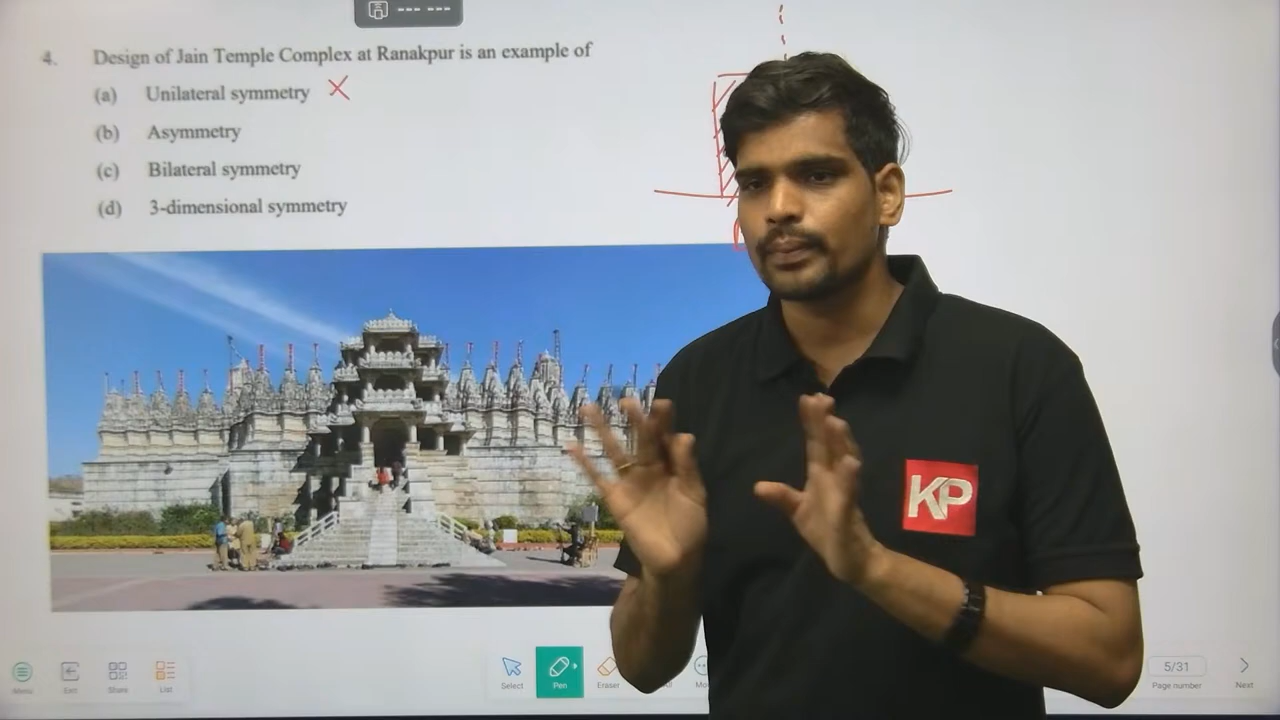 4. Design of Jain Temple Complex at Ranakpur is an example of
(a) Unilateral symmetry
(b) Asymmetry
(c) Bilateral symmetry
(d) 3-dimensional symmetry
KP
Menu
Exit
Share
List
Select
Pen
Eraser
5/31
Page number
Next